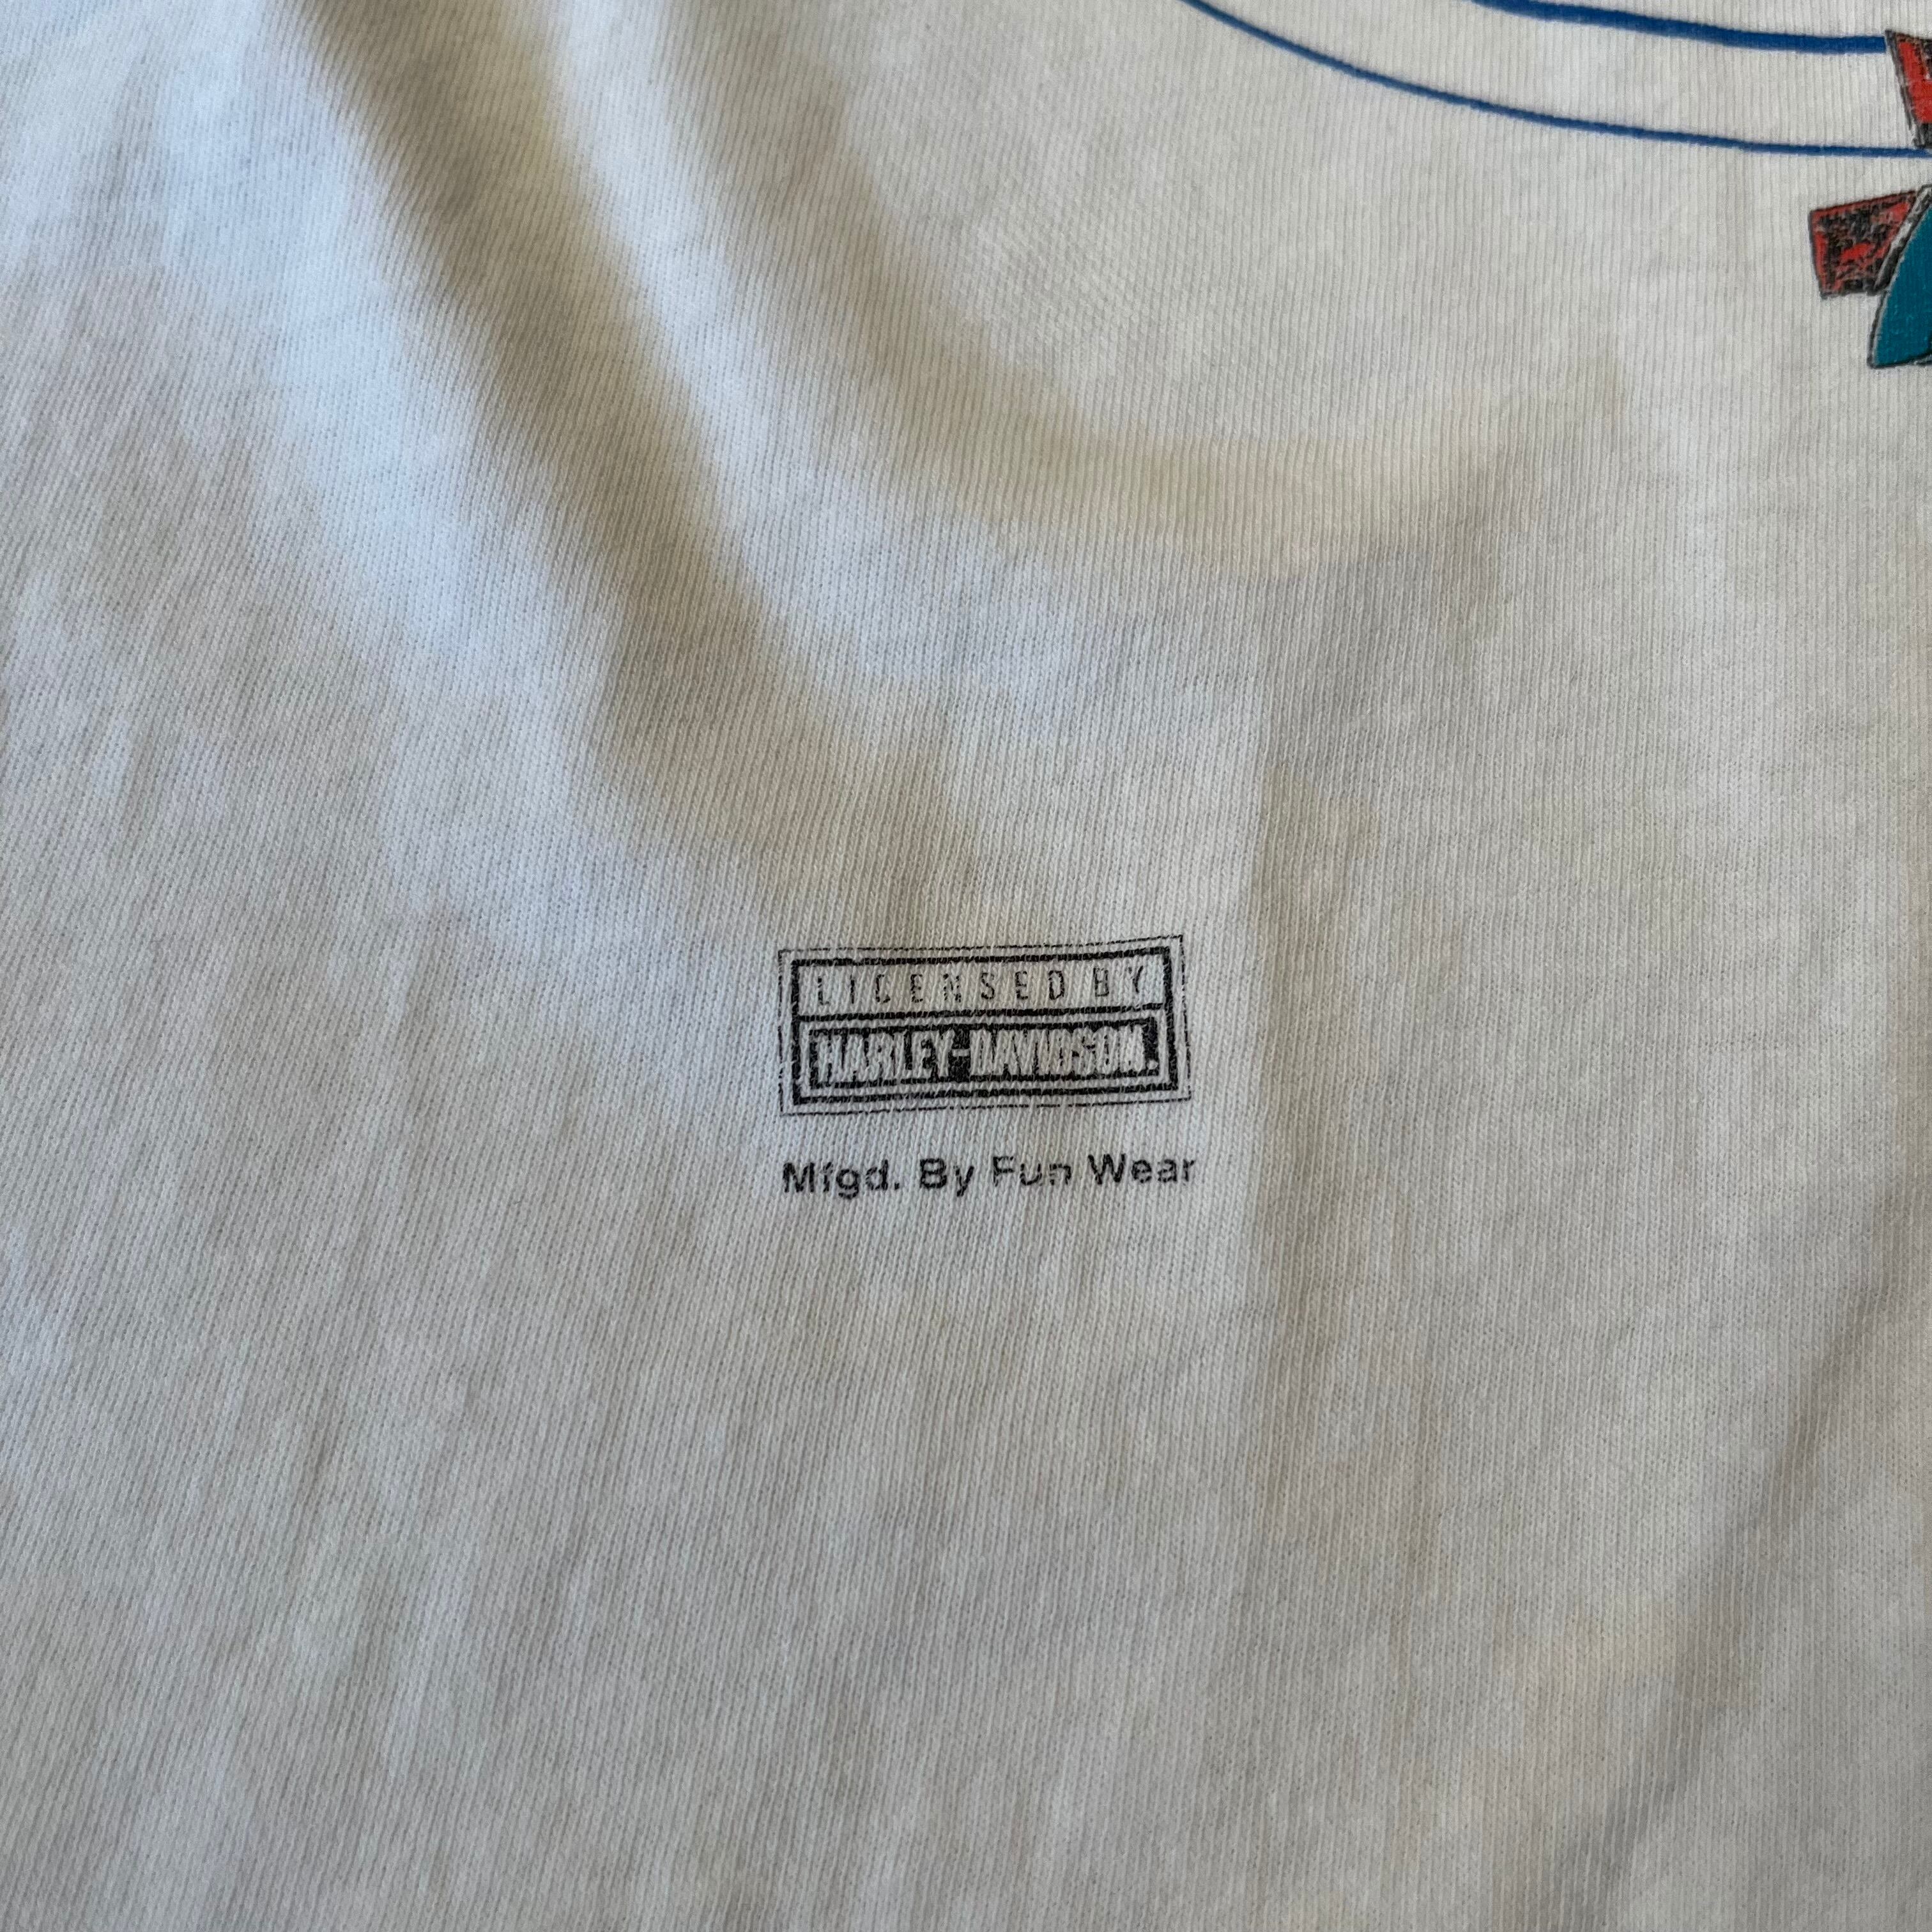 LICENSED BY
HARLEY-DAVIDSON.
Mfgd. By Fun Wear